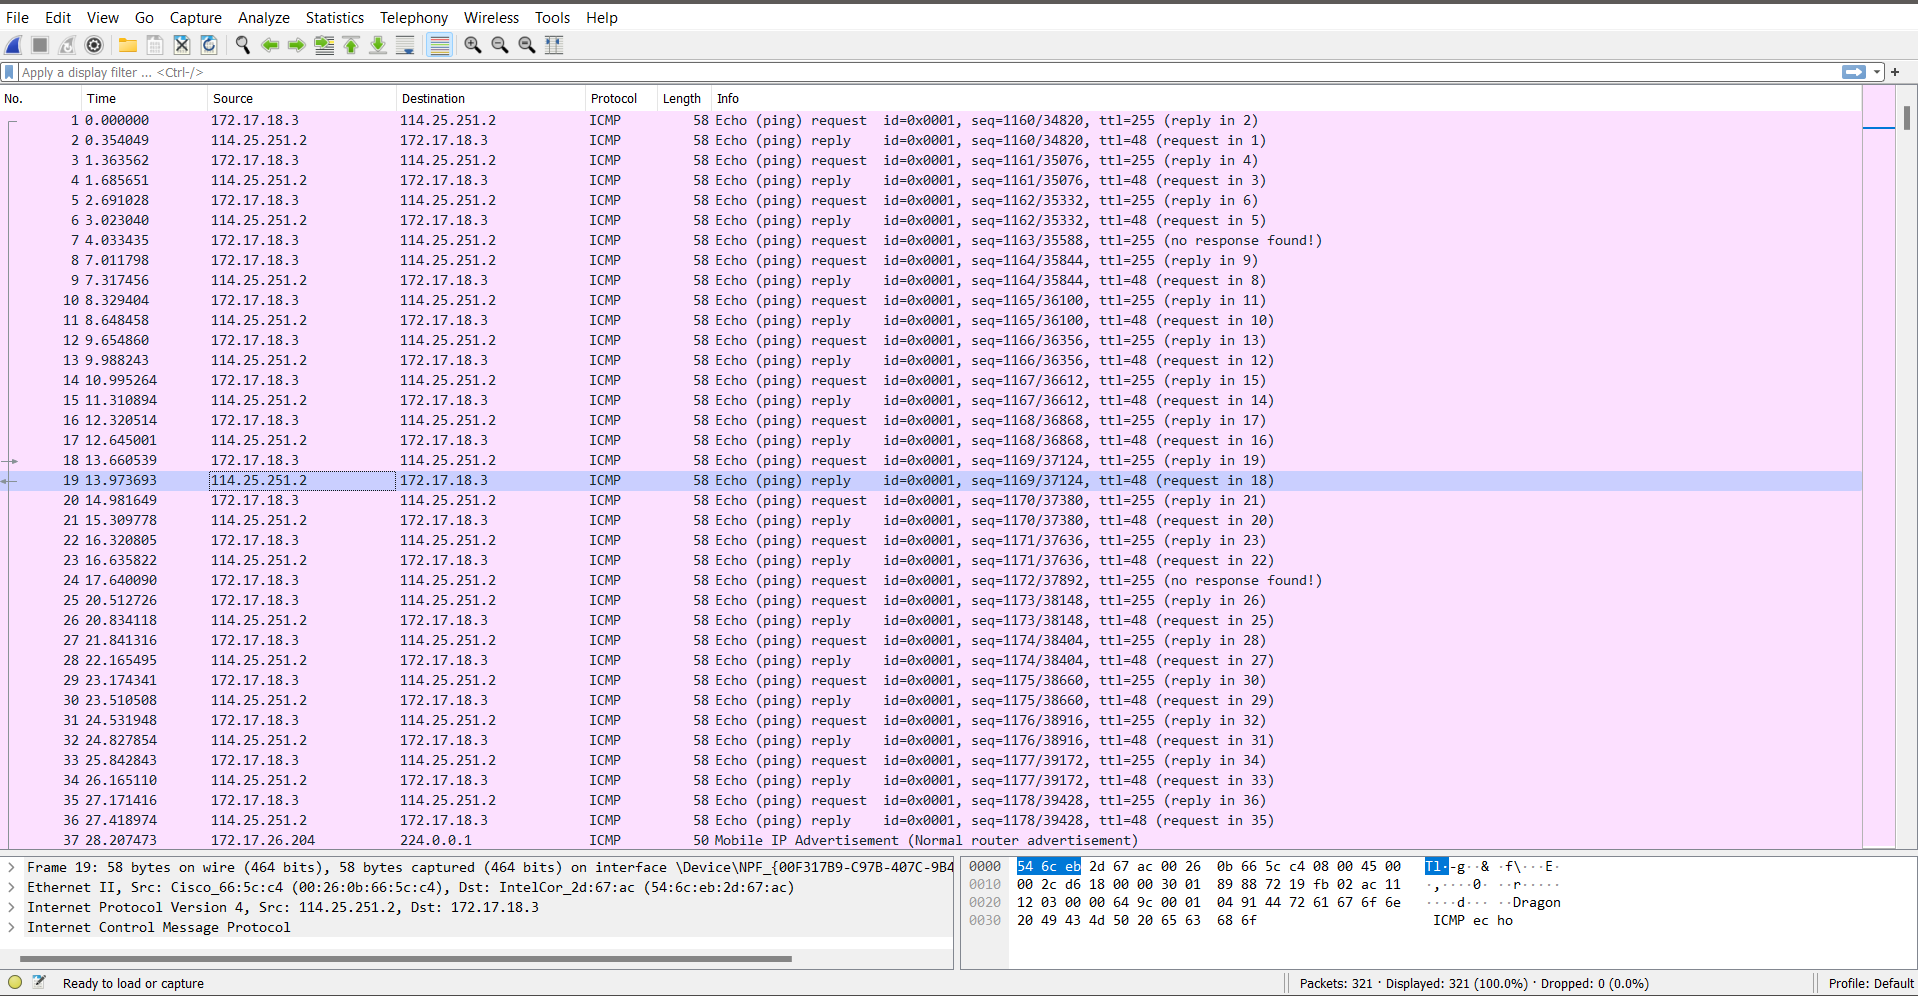 File Edit View Go Capture Analyze Statistics Telephony Wireless Tools Help
Apply a display filter ... <Ctrl-/>
No. Time Source Destination Protocol Length Info
1 0.000000 172.17.18.3 114.25.251.2 ICMP 58 Echo (ping) request id=0x0001, seq=1160/34820, ttl=255 (reply in 2)
2 0.354049 114.25.251.2 172.17.18.3 ICMP 58 Echo (ping) reply id=0x0001, seq=1160/34820, ttl=48 (request in 1)
3 1.363562 172.17.18.3 114.25.251.2 ICMP 58 Echo (ping) request id=0x0001, seq=1161/35076, ttl=255 (reply in 4)
4 1.685651 114.25.251.2 172.17.18.3 ICMP 58 Echo (ping) reply id=0x0001, seq=1161/35076, ttl=48 (request in 3)
5 2.691028 172.17.18.3 114.25.251.2 ICMP 58 Echo (ping) request id=0x0001, seq=1162/35332, ttl=255 (reply in 6)
6 3.023040 114.25.251.2 172.17.18.3 ICMP 58 Echo (ping) reply id=0x0001, seq=1162/35332, ttl=48 (request in 5)
7 4.033435 172.17.18.3 114.25.251.2 ICMP 58 Echo (ping) request id=0x0001, seq=1163/35588, ttl=255 (no response found!)
8 7.011798 172.17.18.3 114.25.251.2 ICMP 58 Echo (ping) request id=0x0001, seq=1164/35844, ttl=255 (reply in 9)
9 7.317456 114.25.251.2 172.17.18.3 ICMP 58 Echo (ping) reply id=0x0001, seq=1164/35844, ttl=48 (request in 8)
10 8.329404 172.17.18.3 114.25.251.2 ICMP 58 Echo (ping) request id=0x0001, seq=1165/36100, ttl=255 (reply in 11)
11 8.648458 114.25.251.2 172.17.18.3 ICMP 58 Echo (ping) reply id=0x0001, seq=1165/36100, ttl=48 (request in 10)
12 9.654860 172.17.18.3 114.25.251.2 ICMP 58 Echo (ping) request id=0x0001, seq=1166/36356, ttl=255 (reply in 13)
13 9.988243 114.25.251.2 172.17.18.3 ICMP 58 Echo (ping) reply id=0x0001, seq=1166/36356, ttl=48 (request in 12)
14 10.995264 172.17.18.3 114.25.251.2 ICMP 58 Echo (ping) request id=0x0001, seq=1167/36612, ttl=255 (reply in 15)
15 11.310894 114.25.251.2 172.17.18.3 ICMP 58 Echo (ping) reply id=0x0001, seq=1167/36612, ttl=48 (request in 14)
16 12.320514 172.17.18.3 114.25.251.2 ICMP 58 Echo (ping) request id=0x0001, seq=1168/36868, ttl=255 (reply in 17)
17 12.645001 114.25.251.2 172.17.18.3 ICMP 58 Echo (ping) reply id=0x0001, seq=1168/36868, ttl=48 (request in 16)
18 13.660539 172.17.18.3 114.25.251.2 ICMP 58 Echo (ping) request id=0x0001, seq=1169/37124, ttl=255 (reply in 19)
19 13.973693 114.25.251.2 172.17.18.3 ICMP 58 Echo (ping) reply id=0x0001, seq=1169/37124, ttl=48 (request in 18)
20 14.981649 172.17.18.3 114.25.251.2 ICMP 58 Echo (ping) request id=0x0001, seq=1170/37380, ttl=255 (reply in 21)
21 15.309778 114.25.251.2 172.17.18.3 ICMP 58 Echo (ping) reply id=0x0001, seq=1170/37380, ttl=48 (request in 20)
22 16.320805 172.17.18.3 114.25.251.2 ICMP 58 Echo (ping) request id=0x0001, seq=1171/37636, ttl=255 (reply in 23)
23 16.635822 114.25.251.2 172.17.18.3 ICMP 58 Echo (ping) reply id=0x0001, seq=1171/37636, ttl=48 (request in 22)
24 17.640090 172.17.18.3 114.25.251.2 ICMP 58 Echo (ping) request id=0x0001, seq=1172/37892, ttl=255 (no response found!)
25 20.512726 172.17.18.3 114.25.251.2 ICMP 58 Echo (ping) request id=0x0001, seq=1173/38148, ttl=255 (reply in 26)
26 20.834118 114.25.251.2 172.17.18.3 ICMP 58 Echo (ping) reply id=0x0001, seq=1173/38148, ttl=48 (request in 25)
27 21.841316 172.17.18.3 114.25.251.2 ICMP 58 Echo (ping) request id=0x0001, seq=1174/38404, ttl=255 (reply in 28)
28 22.165495 114.25.251.2 172.17.18.3 ICMP 58 Echo (ping) reply id=0x0001, seq=1174/38404, ttl=48 (request in 27)
29 23.174341 172.17.18.3 114.25.251.2 ICMP 58 Echo (ping) request id=0x0001, seq=1175/38660, ttl=255 (reply in 30)
30 23.510508 114.25.251.2 172.17.18.3 ICMP 58 Echo (ping) reply id=0x0001, seq=1175/38660, ttl=48 (request in 29)
31 24.531948 172.17.18.3 114.25.251.2 ICMP 58 Echo (ping) request id=0x0001, seq=1176/38916, ttl=255 (reply in 32)
32 24.827854 114.25.251.2 172.17.18.3 ICMP 58 Echo (ping) reply id=0x0001, seq=1176/38916, ttl=48 (request in 31)
33 25.842843 172.17.18.3 114.25.251.2 ICMP 58 Echo (ping) request id=0x0001, seq=1177/39172, ttl=255 (reply in 34)
34 26.165110 114.25.251.2 172.17.18.3 ICMP 58 Echo (ping) reply id=0x0001, seq=1177/39172, ttl=48 (request in 33)
35 27.171416 172.17.18.3 114.25.251.2 ICMP 58 Echo (ping) request id=0x0001, seq=1178/39428, ttl=255 (reply in 36)
36 27.418974 114.25.251.2 172.17.18.3 ICMP 58 Echo (ping) reply id=0x0001, seq=1178/39428, ttl=48 (request in 35)
37 28.207473 172.17.26.204 224.0.0.1 ICMP 50 Mobile IP Advertisement (Normal router advertisement)
Frame 19: 58 bytes on wire (464 bits), 58 bytes captured (464 bits) on interface \Device\NPF_{00F317B9-C97B-407C-9B4
Ethernet II, Src: Cisco_66:5c:c4 (00:26:0b:66:5c:c4), Dst: IntelCor_2d:67:ac (54:6c:eb:2d:67:ac)
Internet Protocol Version 4, Src: 114.25.251.2, Dst: 172.17.18.3
Internet Control Message Protocol
0000 54 6c eb 2d 67 ac 00 26 0b 66 5c c4 08 00 45 00 Tl·-g··& ·f\···E·
0010 00 2c d6 18 00 00 30 01 89 88 72 19 fb 02 ac 11 ·,····0· ··r·····
0020 12 03 00 00 64 9c 00 01 04 91 44 72 61 67 6f 6e ····d··· ··Dragon
0030 20 49 43 4d 50 20 65 63 68 6f ICMP ec ho
Ready to load or capture
Packets: 321 · Displayed: 321 (100.0%) · Dropped: 0 (0.0%)
Profile: Default